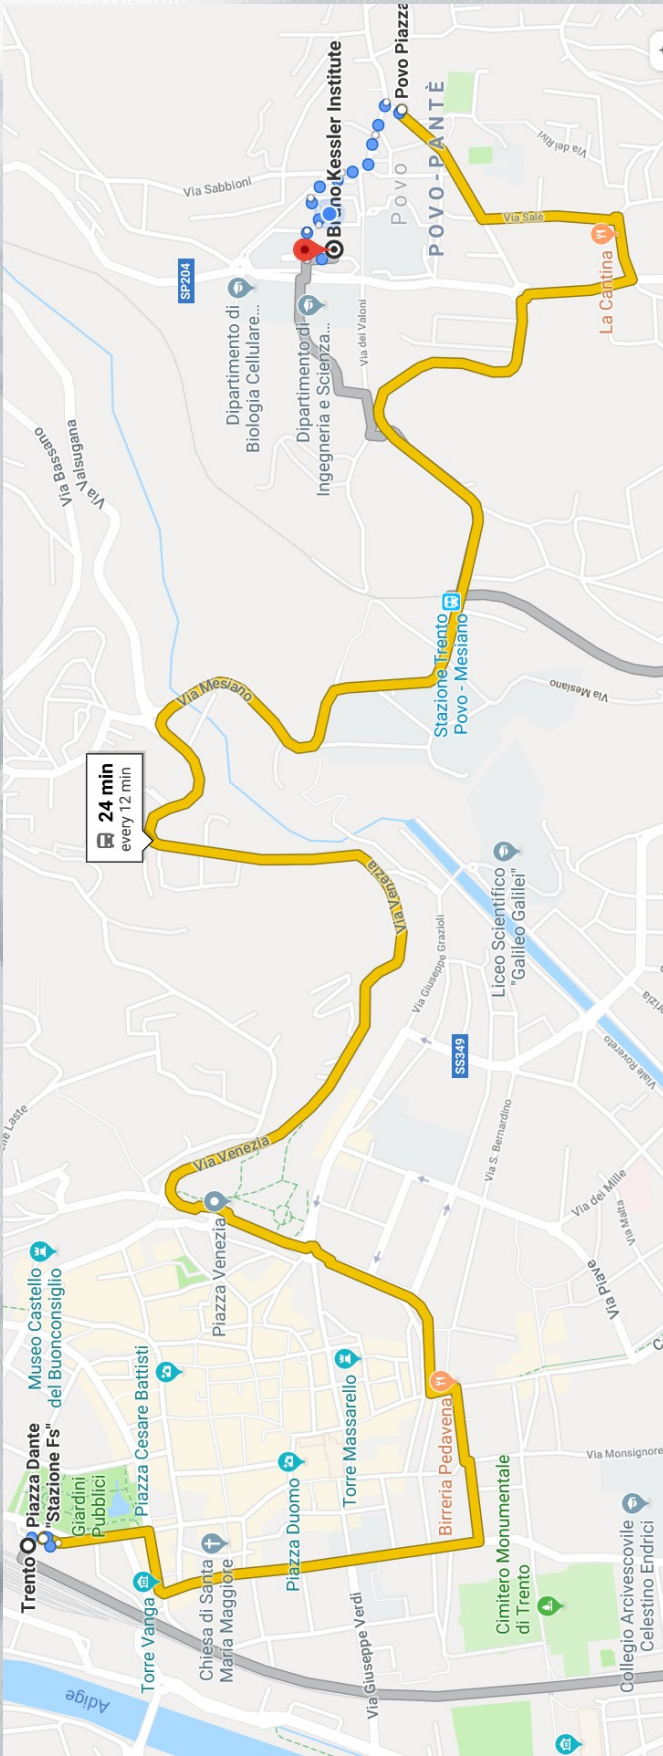 Trento
Piazza Dante
"Stazione Fs"
Giardini
Pubblici
Museo Castello
del Buonconsiglio
Piazza Cesare Battisti
Torre Vanga
Chiesa di Santa
Maria Maggiore
Piazza Duomo
Torre Massarello
Piazza Venezia
Via Venezia
Adige
Via Giuseppe Verdi
Birreria Pedavena
Cimitero Monumentale
di Trento
Collegio Arcivescovile
Celestino Endrici
Via Monsignore
Via Piave
Via Malta
Via dei Mille
Via S. Bernardino
SS349
Viale Rovereto
Via Giuseppe Grazioli
Liceo Scientifico
"Galileo Galilei"
Via Venezia
24 min
every 12 min
Via Mesiano
Via Bassano
Via Valsugana
Stazione Trento
Povo - Mesiano
Via Mesiano
SP204
Via Sabbioni
Dipartimento di
Biologia Cellulare...
Dipartimento di
Ingegneria e Scienza...
Via dei Valoni
Bruno Kessler Institute
Povo Piazza
Povo
POVO-PANTÈ
Via dei Rivi
Via Salè
La Cantina